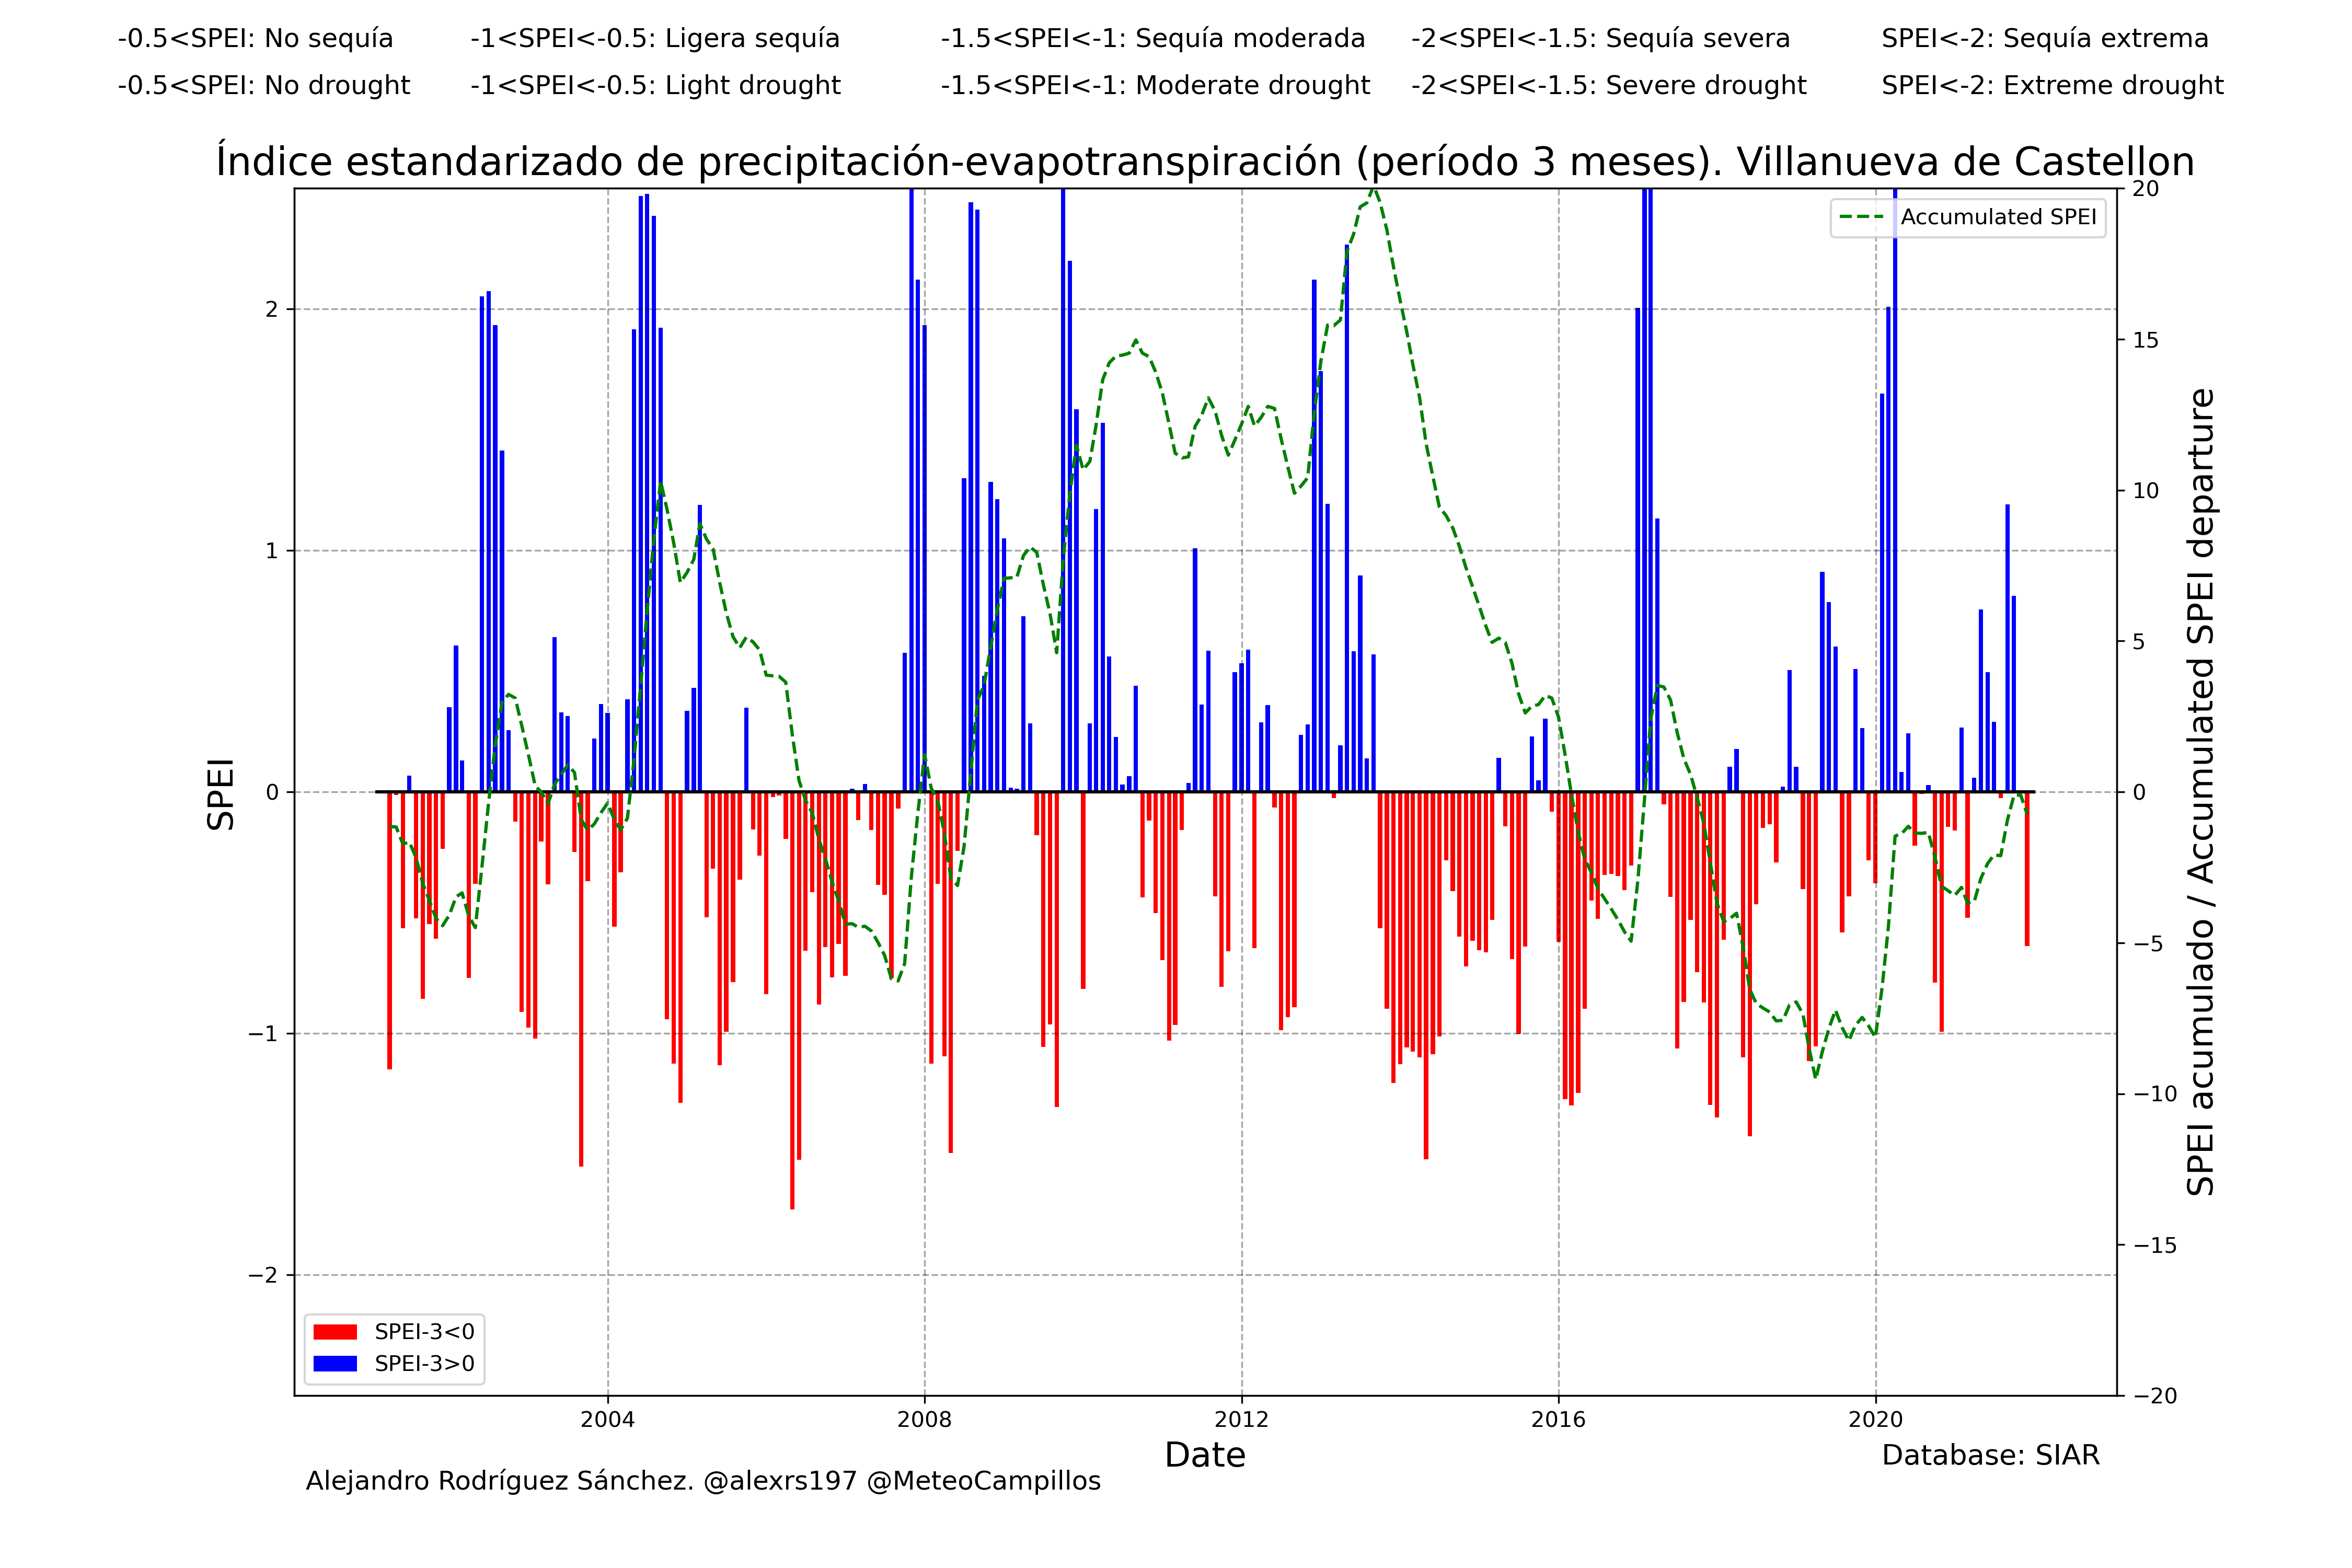 -0.5<SPEI: No sequía -1<SPEI<-0.5: Ligera sequía -1.5<SPEI<-1: Sequía moderada -2<SPEI<-1.5: Sequía severa SPEI<-2: Sequía extrema
-0.5<SPEI: No drought -1<SPEI<-0.5: Light drought -1.5<SPEI<-1: Moderate drought -2<SPEI<-1.5: Severe drought SPEI<-2: Extreme drought
Índice estandarizado de precipitación-evapotranspiración (período 3 meses). Villanueva de Castellon
Accumulated SPEI
SPEI
2
1
0
−1
−2
20
15
10
5
0
−5
−10
−15
−20
SPEI acumulado / Accumulated SPEI departure
SPEI-3<0
SPEI-3>0
2004 2008 2012 2016 2020
Date
Database: SIAR
Alejandro Rodríguez Sánchez. @alexrs197 @MeteoCampillos